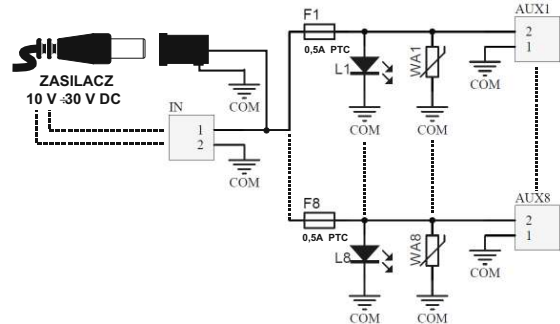 ZASILACZ
10 V ÷30 V DC
IN
1
2
COM
COM
F1
0,5A PTC
L1
COM
WA1
COM
AUX1
2
1
COM
F8
0,5A PTC
L8
COM
WA8
COM
AUX8
2
1
COM